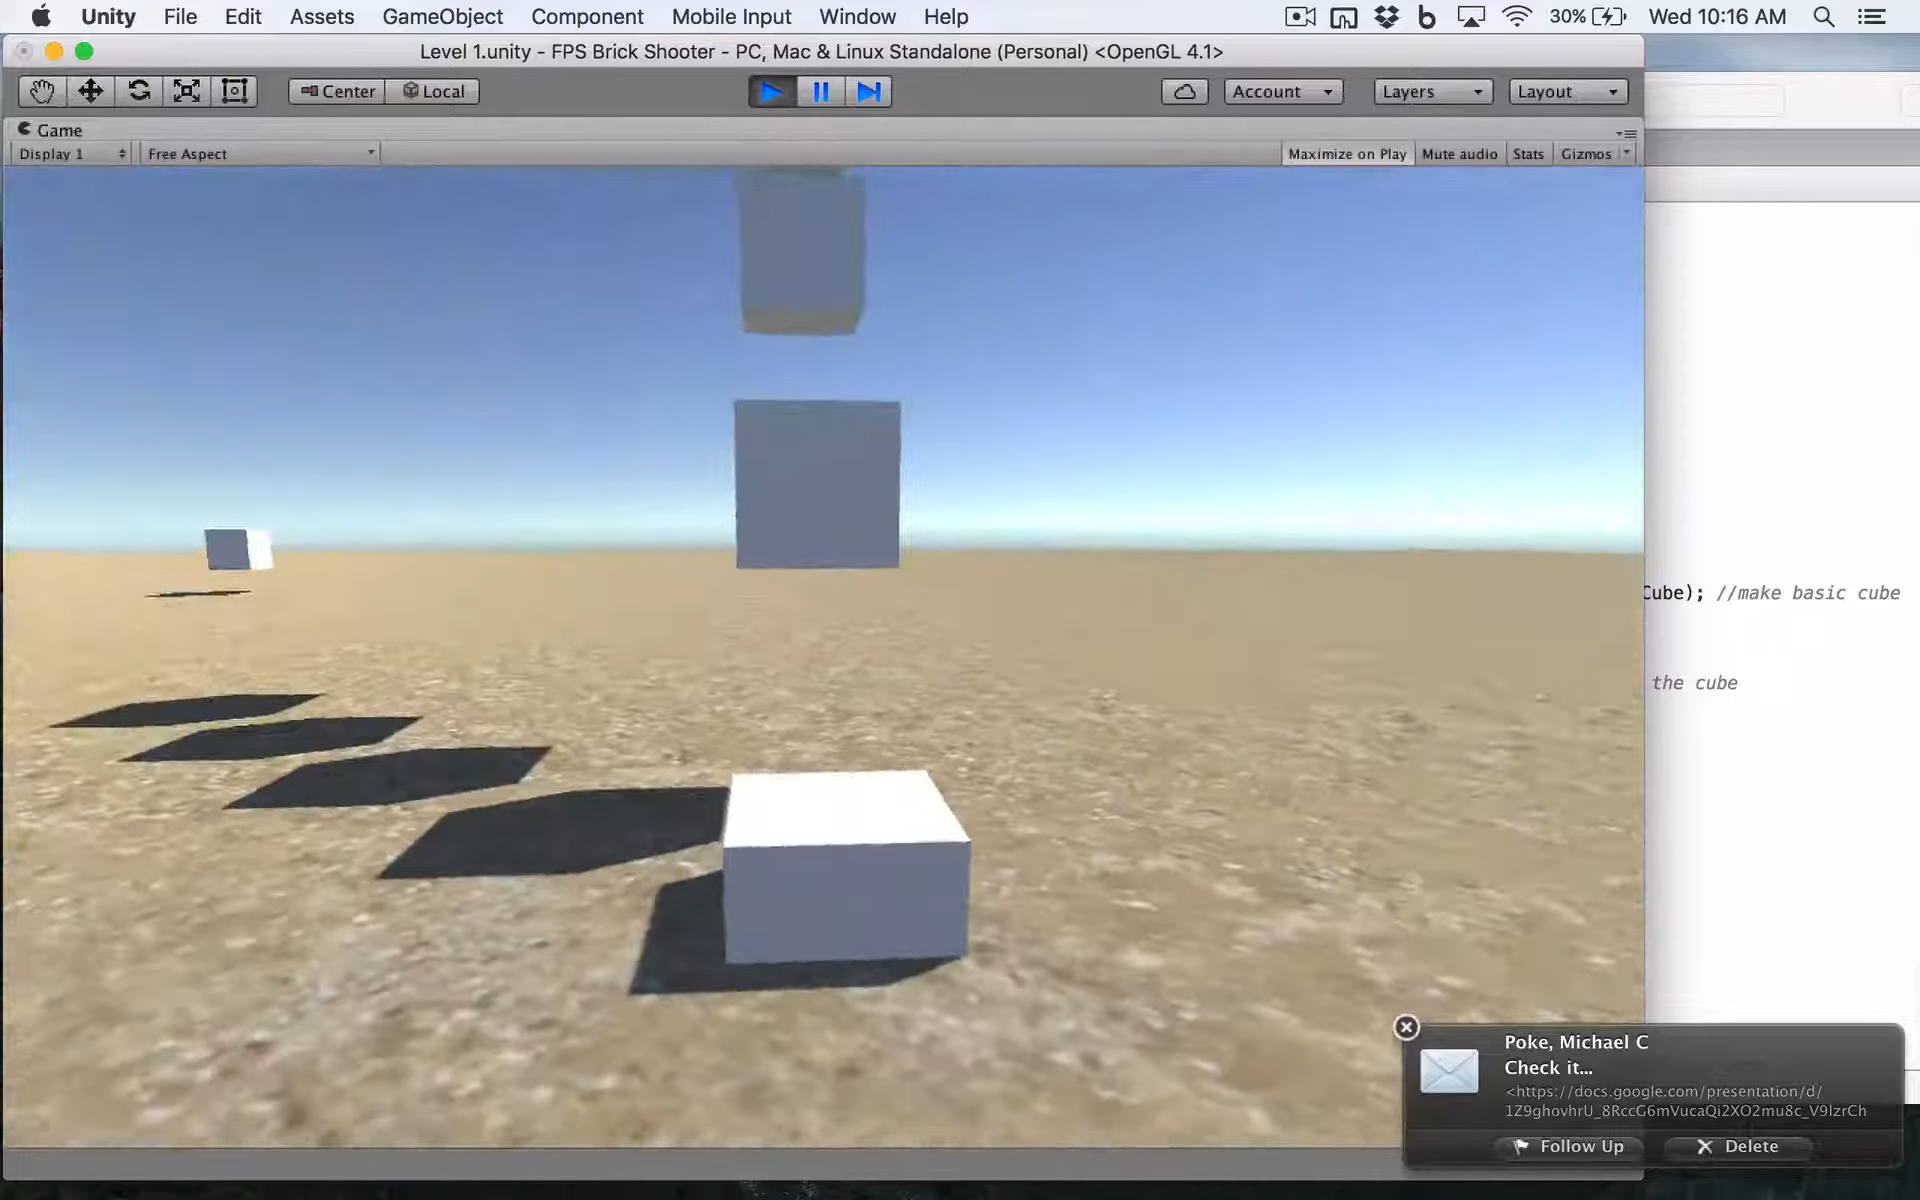 Unity File Edit Assets GameObject Component Mobile Input Window Help 30% Wed 10:16 AM
Level 1.unity - FPS Brick Shooter - PC, Mac & Linux Standalone (Personal) <OpenGL 4.1>
Center Local Account Layers Layout
Game
Display 1 Free Aspect Maximize on Play Mute audio Stats Gizmos
Cube); //make basic cube
the cube
Poke, Michael C
Check it...
<https://docs.google.com/presentation/d/
1Z9ghovhrU_8RccG6mVucaQi2XO2mu8c_V9lzrCh
Follow Up Delete